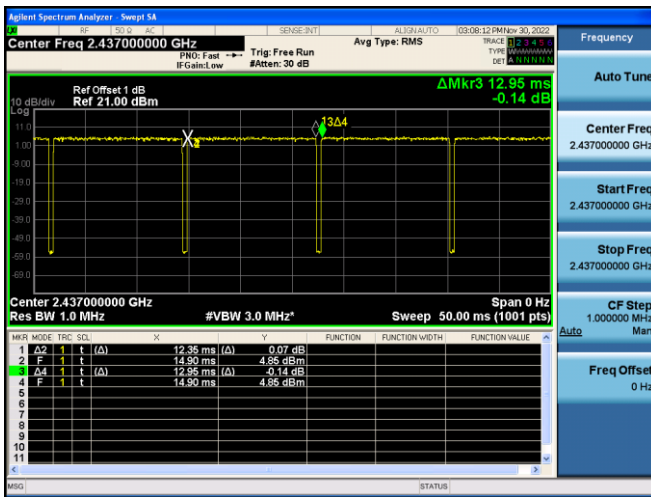 Agilent Spectrum Analyzer - Swept SA
RF 50 Ω AC SENSE:INT ALIGN AUTO 03:08:12 PM Nov 30, 2022
Center Freq 2.437000000 GHz
PNO: Fast
IFGain:Low
Trig: Free Run
#Atten: 30 dB
Avg Type: RMS
TRACE 1 2 3 4 5 6
TYPE
DET A N N N N N
Ref Offset 1 dB
Ref 21.00 dBm
10 dB/div
Log
ΔMkr3 12.95 ms
-0.14 dB
11.0
1.00
-9.00
-19.0
-29.0
-39.0
-49.0
-59.0
-69.0
13Δ4
Center 2.437000000 GHz
Span 0 Hz
Res BW 1.0 MHz
#VBW 3.0 MHz*
Sweep 50.00 ms (1001 pts)
MKR MODE TRC SCL X Y FUNCTION FUNCTION WIDTH FUNCTION VALUE
1 Δ2 1 t (Δ) 12.35 ms (Δ) 0.07 dB
2 F 1 t 14.90 ms 4.85 dBm
3 Δ4 1 t (Δ) 12.95 ms (Δ) -0.14 dB
4 F 1 t 14.90 ms 4.85 dBm
5
6
7
8
9
10
11
MSG
STATUS
Frequency
Auto Tune
Center Freq
2.437000000 GHz
Start Freq
2.437000000 GHz
Stop Freq
2.437000000 GHz
CF Step
1.000000 MHz
Auto Man
Freq Offset
0 Hz